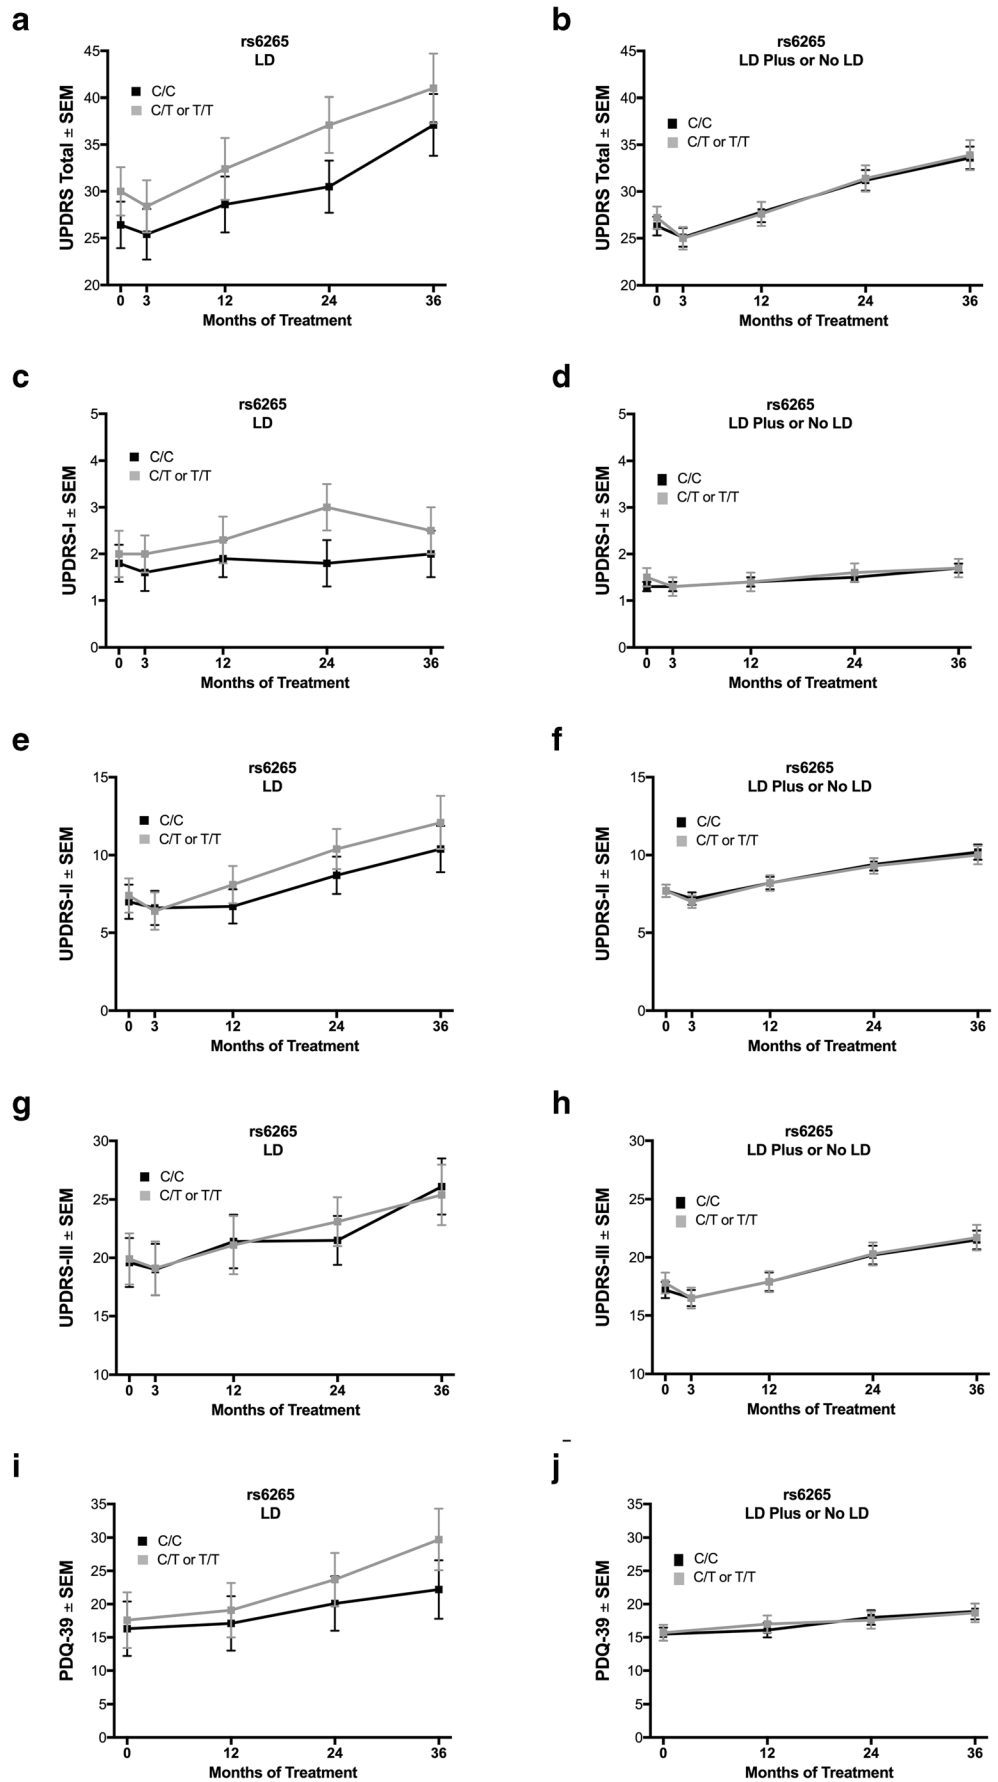 a
rs6265
LD
UPDRS Total ± SEM
45
40
35
30
25
20
C/C
C/T or T/T
0 3 12 24 36
Months of Treatment
b
rs6265
LD Plus or No LD
UPDRS Total ± SEM
45
40
35
30
25
20
C/C
C/T or T/T
0 3 12 24 36
Months of Treatment
c
rs6265
LD
UPDRS-I ± SEM
5
4
3
2
1
0
C/C
C/T or T/T
0 3 12 24 36
Months of Treatment
d
rs6265
LD Plus or No LD
UPDRS-I ± SEM
5
4
3
2
1
0
C/C
C/T or T/T
0 3 12 24 36
Months of Treatment
e
rs6265
LD
UPDRS-II ± SEM
15
10
5
0
C/C
C/T or T/T
0 3 12 24 36
Months of Treatment
f
rs6265
LD Plus or No LD
UPDRS-II ± SEM
15
10
5
0
C/C
C/T or T/T
0 3 12 24 36
Months of Treatment
g
rs6265
LD
UPDRS-III ± SEM
30
25
20
15
10
C/C
C/T or T/T
0 3 12 24 36
Months of Treatment
h
rs6265
LD Plus or No LD
UPDRS-III ± SEM
30
25
20
15
10
C/C
C/T or T/T
0 3 12 24 36
Months of Treatment
i
rs6265
LD
PDQ-39 ± SEM
35
30
25
20
15
10
5
0
C/C
C/T or T/T
0 12 24 36
Months of Treatment
j
rs6265
LD Plus or No LD
PDQ-39 ± SEM
35
30
25
20
15
10
5
0
C/C
C/T or T/T
0 12 24 36
Months of Treatment